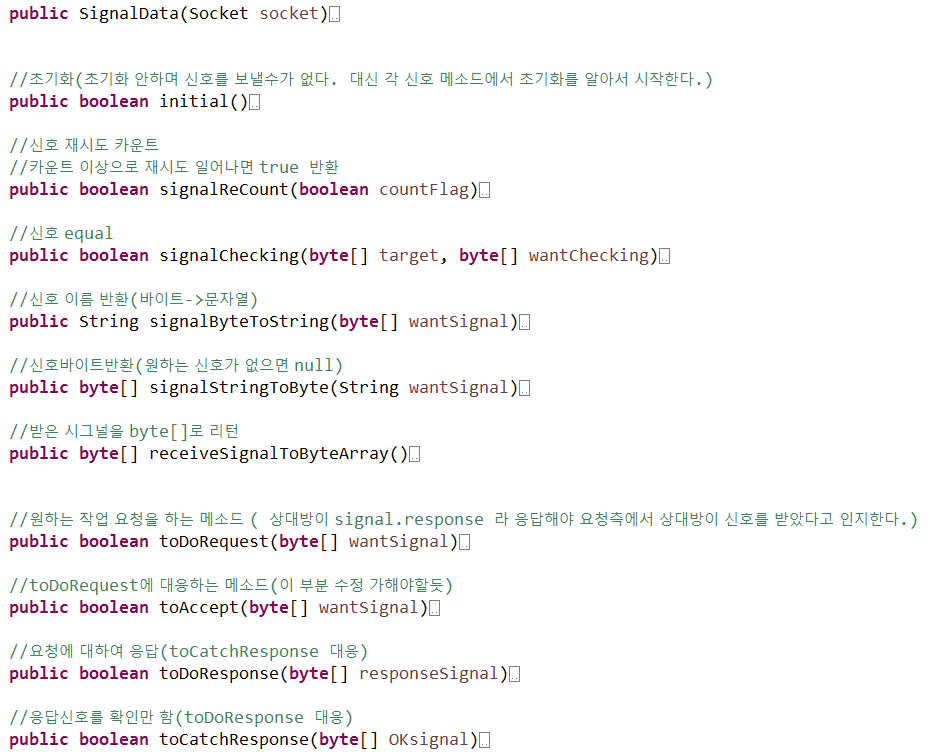 public SignalData(Socket socket)
//초기화(초기화 안하며 신호를 보낼수가 없다. 대신 각 신호 메소드에서 초기화를 알아서 시작한다.)
public boolean initial()
//신호 재시도 카운트
//카운트 이상으로 재시도 일어나면 true 반환
public boolean signalReCount(boolean countFlag)
//신호 equal
public boolean signalChecking(byte[] target, byte[] wantChecking)
//신호 이름 반환(바이트->문자열)
public String signalByteToString(byte[] wantSignal)
//신호바이트반환(원하는 신호가 없으면 null)
public byte[] signalStringToByte(String wantSignal)
//받은 시그널을 byte[]로 리턴
public byte[] receiveSignalToByteArray()
//원하는 작업 요청을 하는 메소드 ( 상대방이 signal.response 라 응답해야 요청측에서 상대방이 신호를 받았다고 인지한다.)
public boolean toDoRequest(byte[] wantSignal)
//toDoRequest에 대응하는 메소드(이 부분 수정 가해야할듯)
public boolean toAccept(byte[] wantSignal)
//요청에 대하여 응답(toCatchResponse 대응)
public boolean toDoResponse(byte[] responseSignal)
//응답신호를 확인만 함(toDoResponse 대응)
public boolean toCatchResponse(byte[] OKsignal)